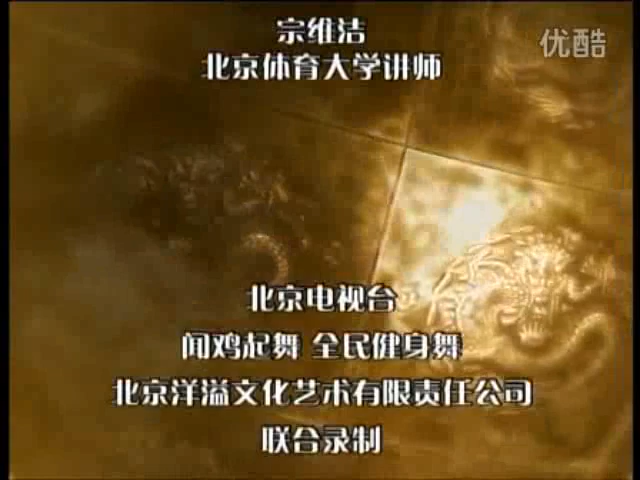 宗维洁
优酷
北京体育大学讲师
北京电视台
闻鸡起舞 全民健身舞
北京洋溢文化艺术有限责任公司
联合录制